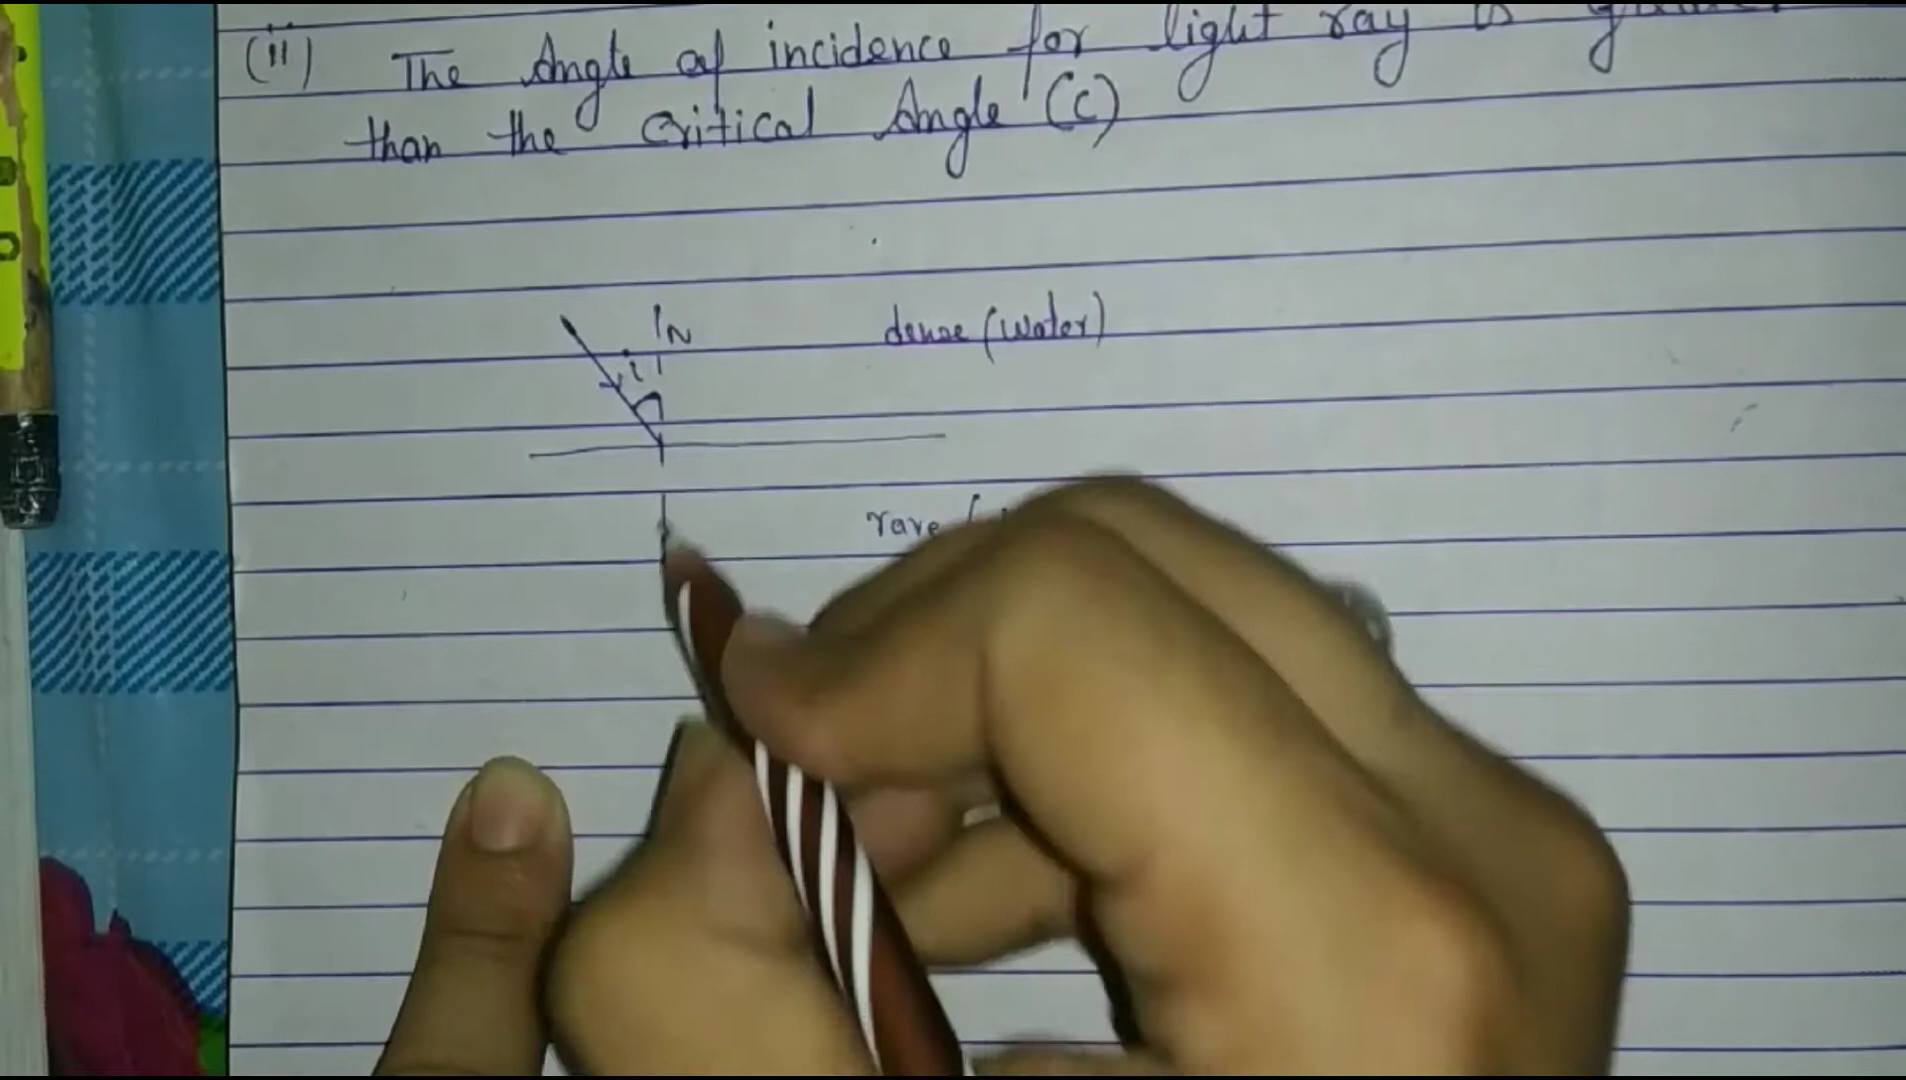 (ii) The Angle of incidence for light ray is
than the critical Angle (C)
N
dense (water)
i
rare (